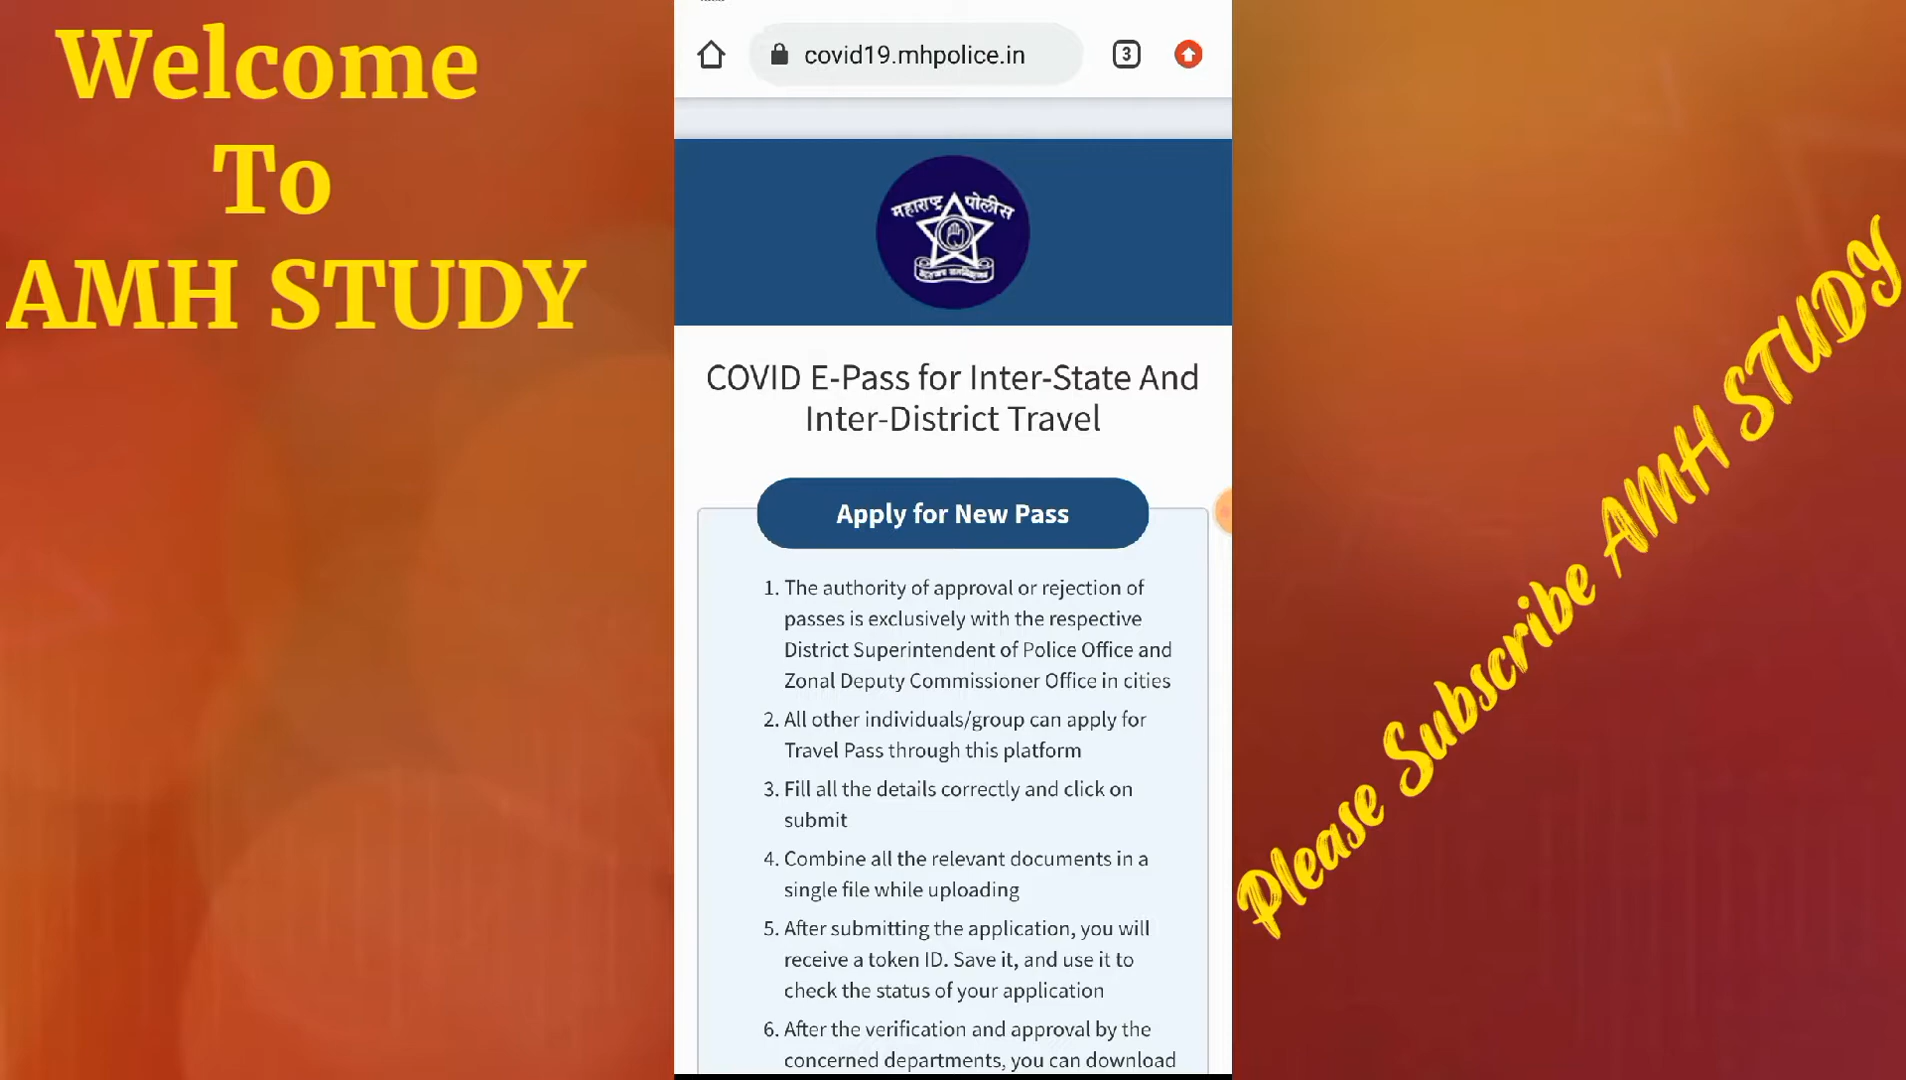 Welcome
To
AMH STUDY
covid19.mhpolice.in
3
महाराष्ट्र पोलीस
COVID E-Pass for Inter-State And
Inter-District Travel
Apply for New Pass
1. The authority of approval or rejection of
passes is exclusively with the respective
District Superintendent of Police Office and
Zonal Deputy Commissioner Office in cities
2. All other individuals/group can apply for
Travel Pass through this platform
3. Fill all the details correctly and click on
submit
4. Combine all the relevant documents in a
single file while uploading
5. After submitting the application, you will
receive a token ID. Save it, and use it to
check the status of your application
6. After the verification and approval by the
concerned departments, you can download
Please Subscribe AMH STUDY